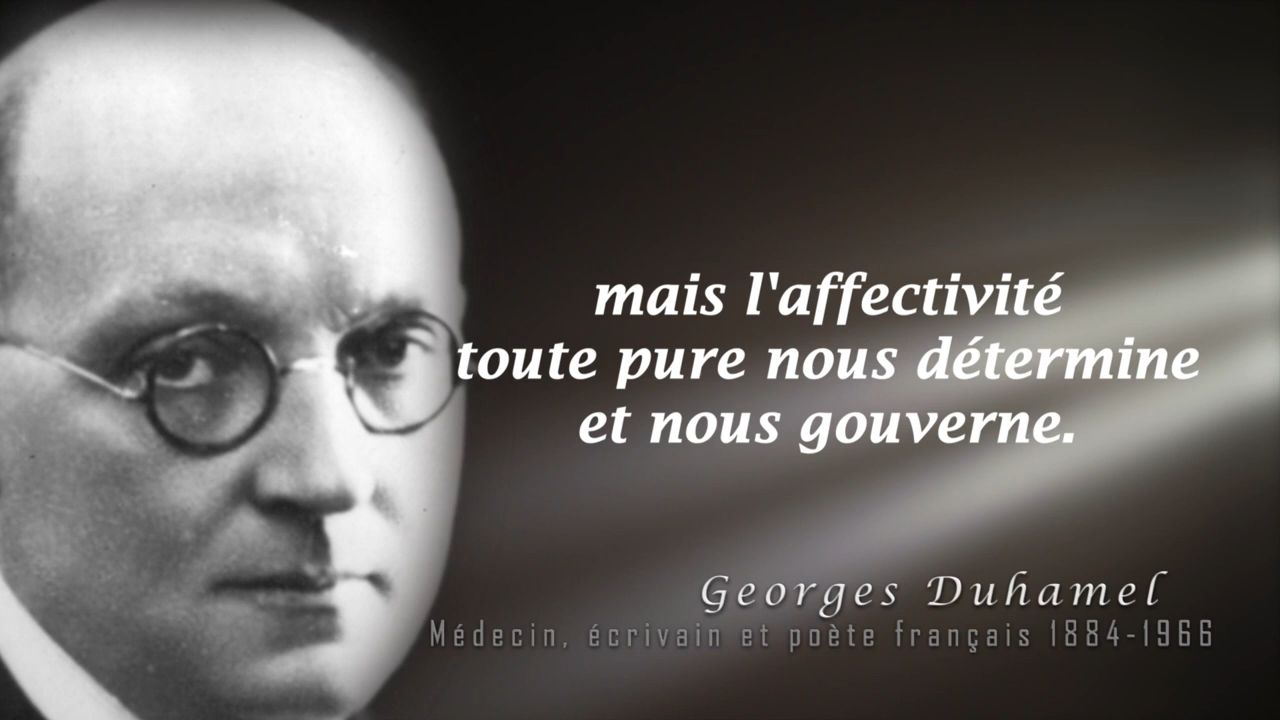 mais l'affectivité
toute pure nous détermine
et nous gouverne.
Georges Duhamel
Médecin, écrivain et poète français 1884-1966